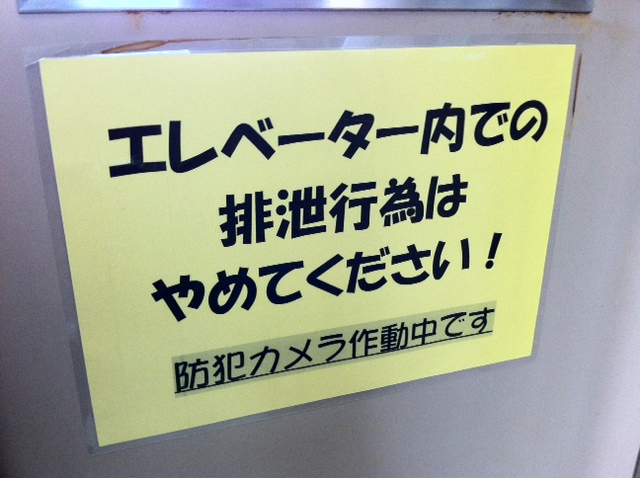 エレベーター内での
排泄行為は
やめてください!
防犯カメラ作動中です